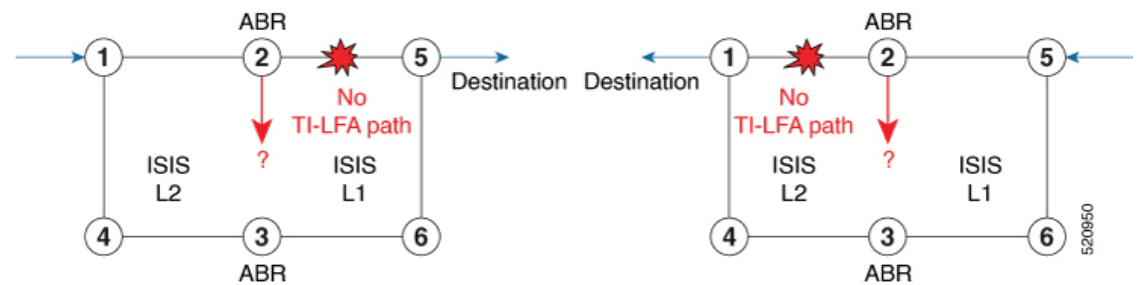 ABR
1
2
5
Destination
No
TI-LFA path
?
ISIS
L2
ISIS
L1
4
3
6
ABR
ABR
1
2
5
Destination
No
TI-LFA path
?
ISIS
L2
ISIS
L1
4
3
6
ABR
520950